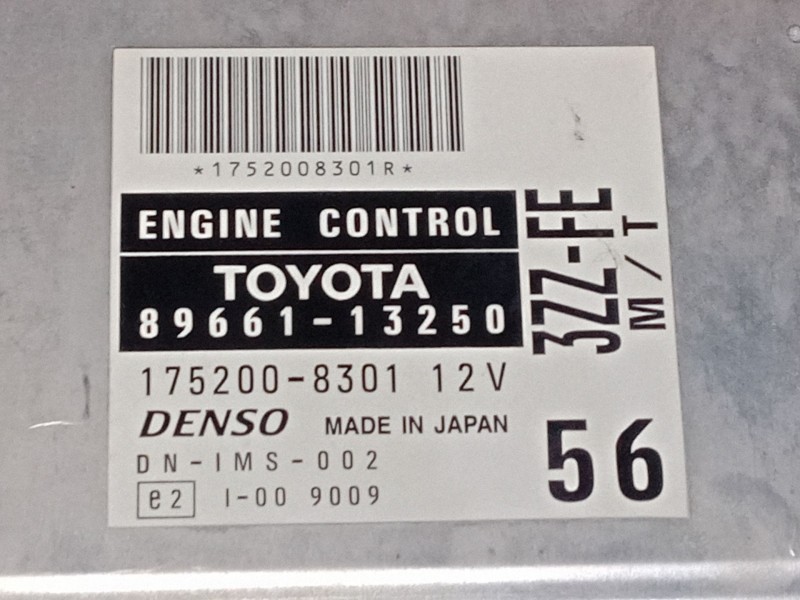 *1752008301R*
ENGINE CONTROL
TOYOTA
89661-13250
3ZZ-FE
M/T
175200-8301 12V
DENSO MADE IN JAPAN
DN-IMS-002
e2 I-00 9009
56